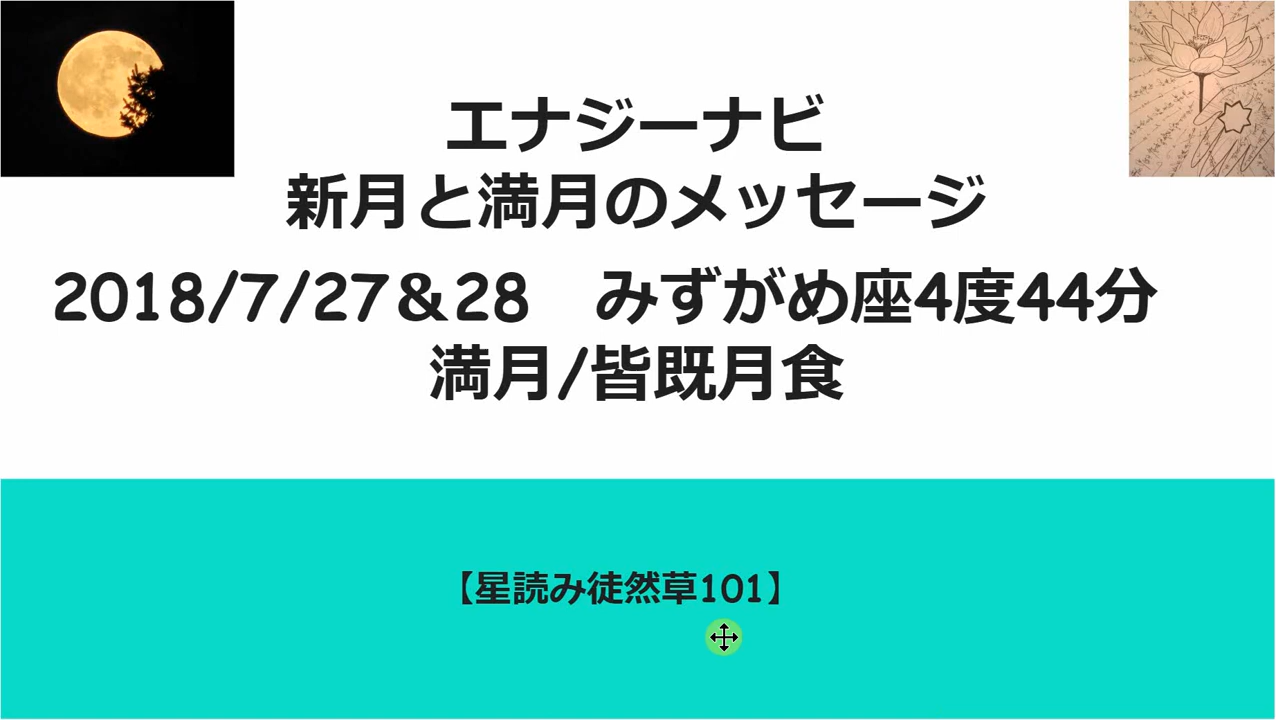 エナジーナビ
新月と満月のメッセージ
2018/7/27&28　みずがめ座4度44分
満月/皆既月食
【星読み徒然草101】